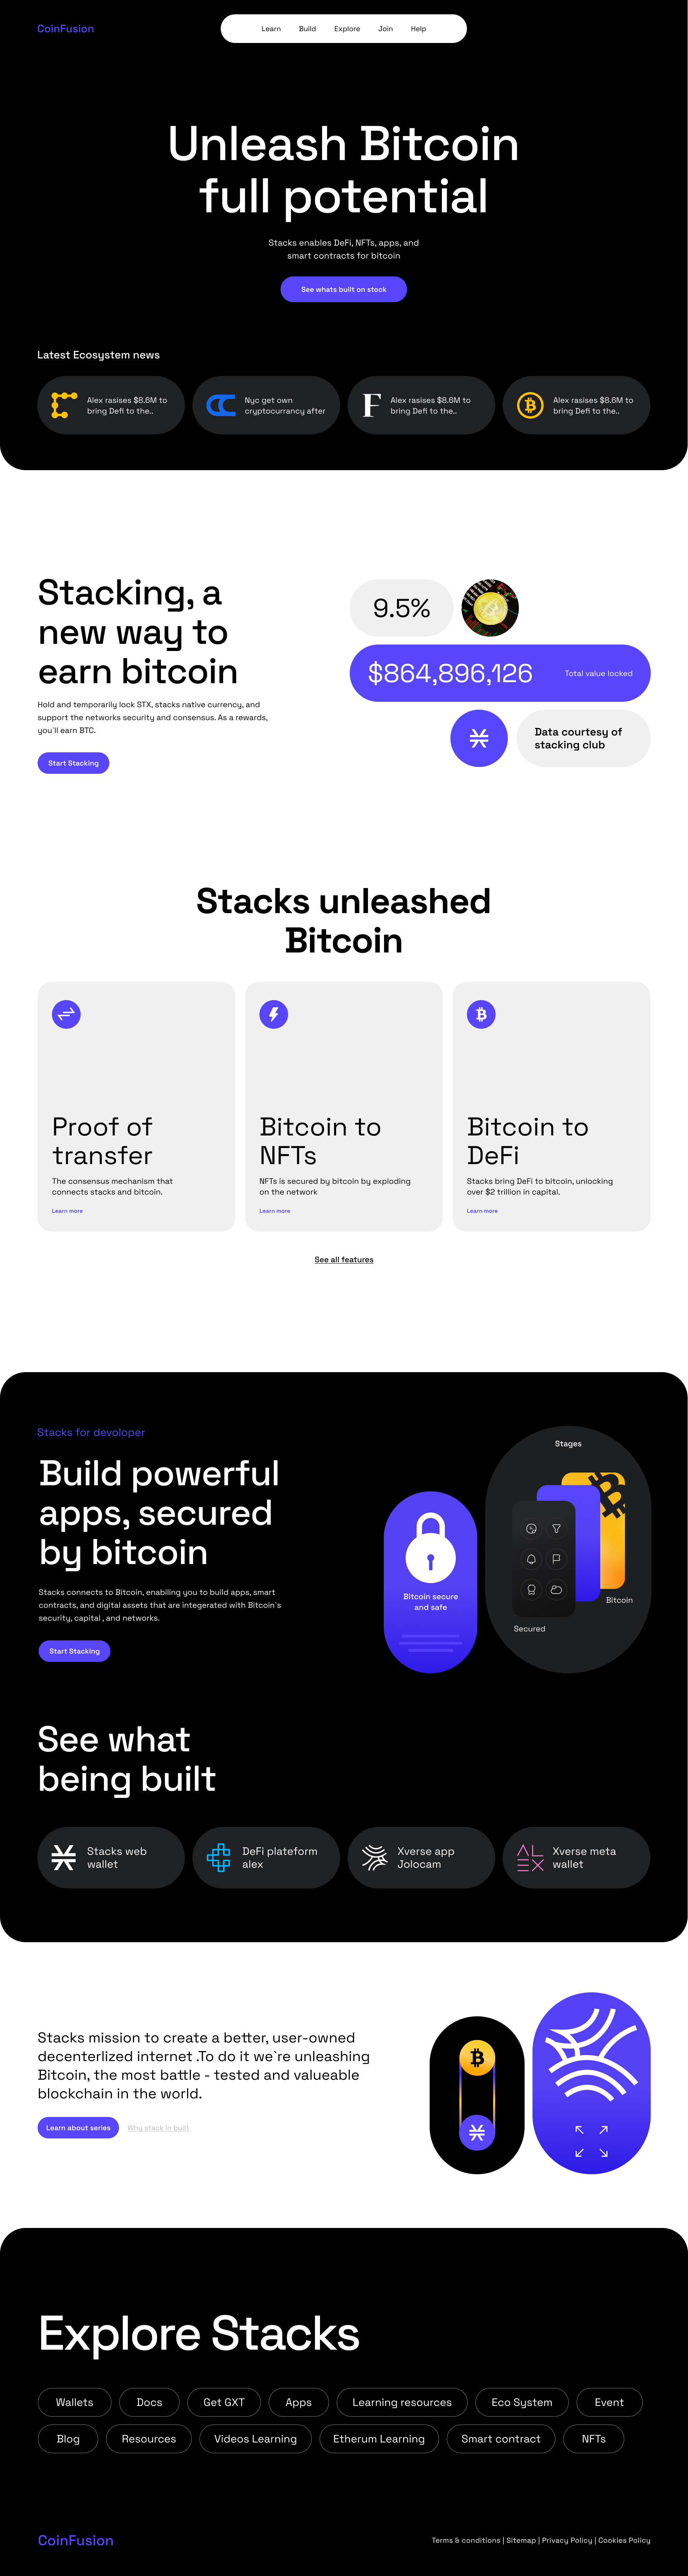 CoinFusion
Learn Build Explore Join Help
Unleash Bitcoin
full potential
Stacks enables DeFi, NFTs, apps, and
smart contracts for bitcoin
See whats built on stock
Latest Ecosystem news
Alex rasises $8.6M to
bring Defi to the..
Nyc get own
cryptocurrancy after
F
Alex rasises $8.6M to
bring Defi to the..
Alex rasises $8.6M to
bring Defi to the..
Stacking, a
new way to
earn bitcoin
Hold and temporarily lock STX, stacks native currency, and
support the networks security and consensus. As a rewards,
you`ll earn BTC.
Start Stacking
9.5%
$864,896,126
Total value locked
Data courtesy of
stacking club
Stacks unleashed
Bitcoin
Proof of
transfer
The consensus mechanism that
connects stacks and bitcoin.
Learn more
Bitcoin to
NFTs
NFTs is secured by bitcoin by exploding
on the network
Learn more
Bitcoin to
DeFi
Stacks bring DeFi to bitcoin, unlocking
over $2 trillion in capital.
Learn more
See all features
Stacks for devoloper
Build powerful
apps, secured
by bitcoin
Stacks connects to Bitcoin, enabling you to build apps, smart
contracts, and digital assets that are integerated with Bitcoin`s
security, capital , and networks.
Start Stacking
Bitcoin secure
and safe
Stages
Bitcoin
Secured
See what
being built
Stacks web
wallet
DeFi plateform
alex
Xverse app
Jolocam
Xverse meta
wallet
Stacks mission to create a better, user-owned
decenterlized internet .To do it we`re unleashing
Bitcoin, the most battle - tested and valueable
blockchain in the world.
Learn about series
Why stack in built
Explore Stacks
Wallets Docs Get GXT Apps Learning resources Eco System Event
Blog Resources Videos Learning Etherum Learning Smart contract NFTs
CoinFusion
Terms & conditions | Sitemap | Privacy Policy | Cookies Policy